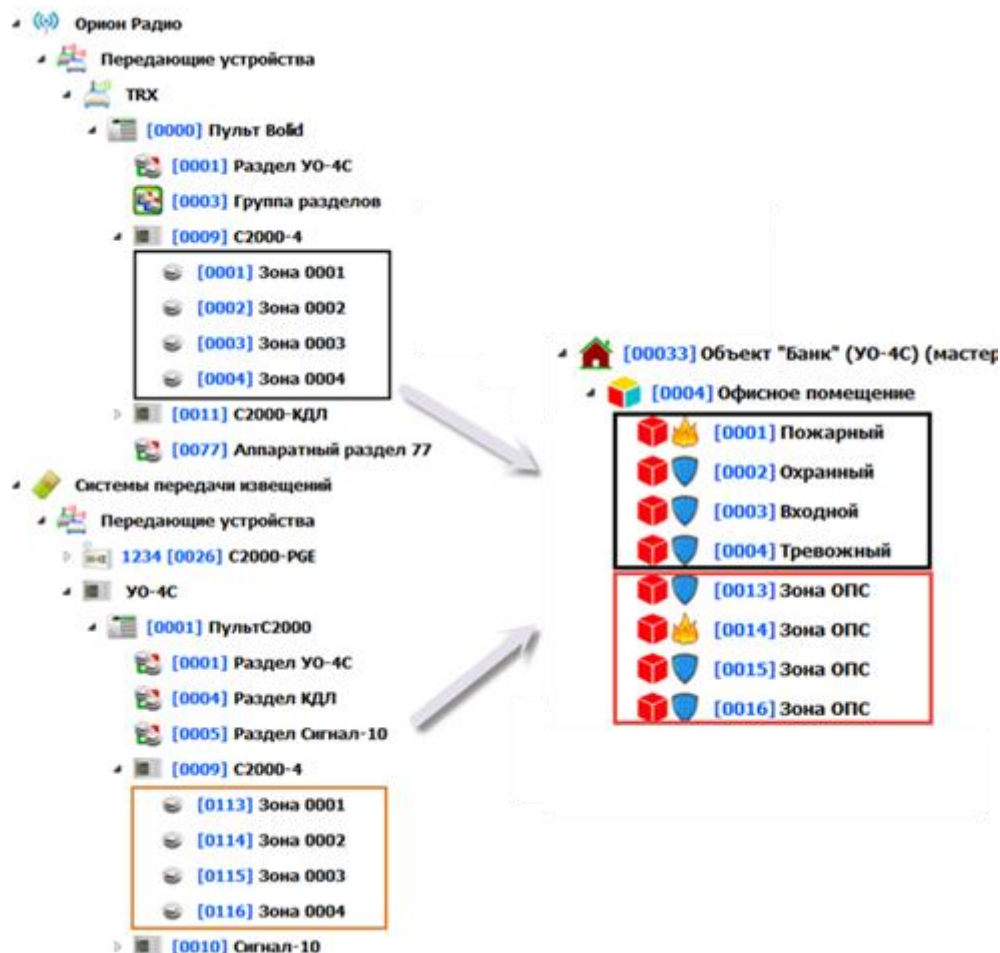 Орион Радио
Передающие устройства
TRX
[0000] Пульт Bolid
[0001] Раздел УО-4С
[0003] Группа разделов
[0009] С2000-4
[0001] Зона 0001
[0002] Зона 0002
[0003] Зона 0003
[0004] Зона 0004
[0011] С2000-КДЛ
[0077] Аппаратный раздел 77
Системы передачи извещений
Передающие устройства
1234 [0026] С2000-PGE
УО-4С
[0001] ПультС2000
[0001] Раздел УО-4С
[0004] Раздел КДЛ
[0005] Раздел Сигнал-10
[0009] С2000-4
[0113] Зона 0001
[0114] Зона 0002
[0115] Зона 0003
[0116] Зона 0004
[0010] Сигнал-10
[00033] Объект "Банк" (УО-4С) (мастер
[0004] Офисное помещение
[0001] Пожарный
[0002] Охранный
[0003] Входной
[0004] Тревожный
[0013] Зона ОПС
[0014] Зона ОПС
[0015] Зона ОПС
[0016] Зона ОПС